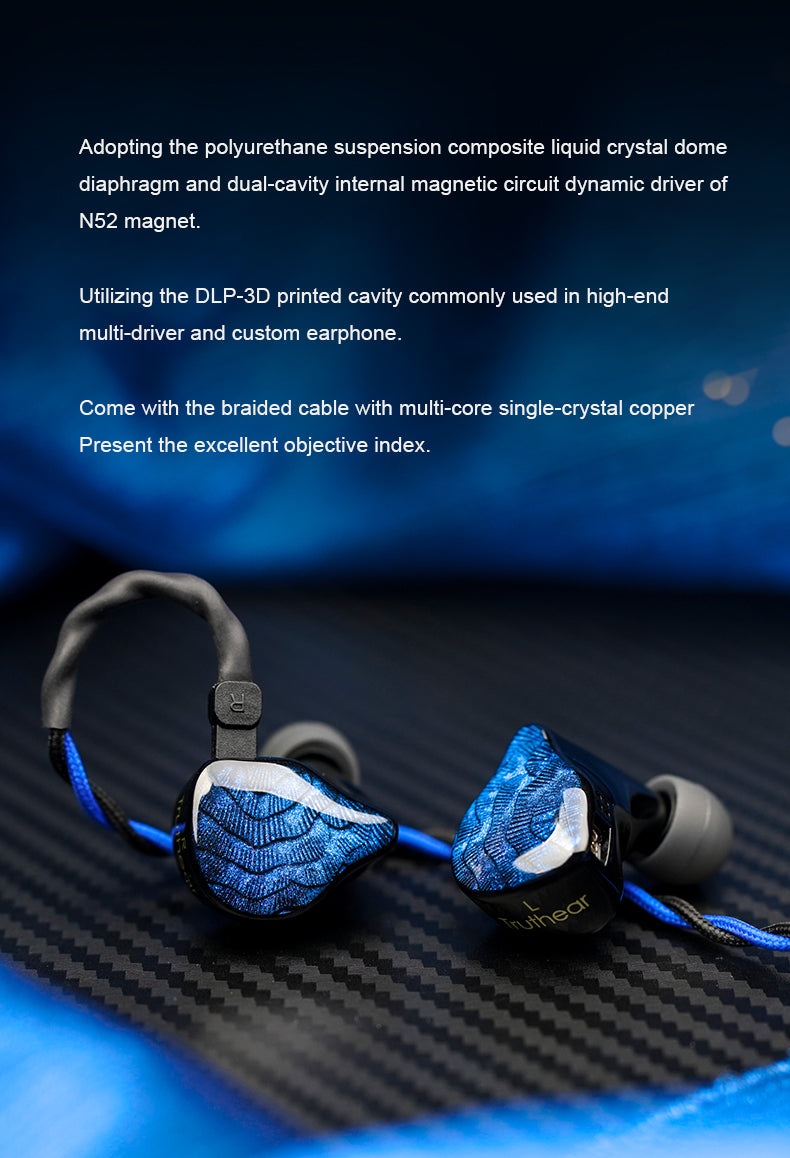 Adopting the polyurethane suspension composite liquid crystal dome
diaphragm and dual-cavity internal magnetic circuit dynamic driver of
N52 magnet.
Utilizing the DLP-3D printed cavity commonly used in high-end
multi-driver and custom earphone.
Come with the braided cable with multi-core single-crystal copper
Present the excellent objective index.
R
L
Truthear